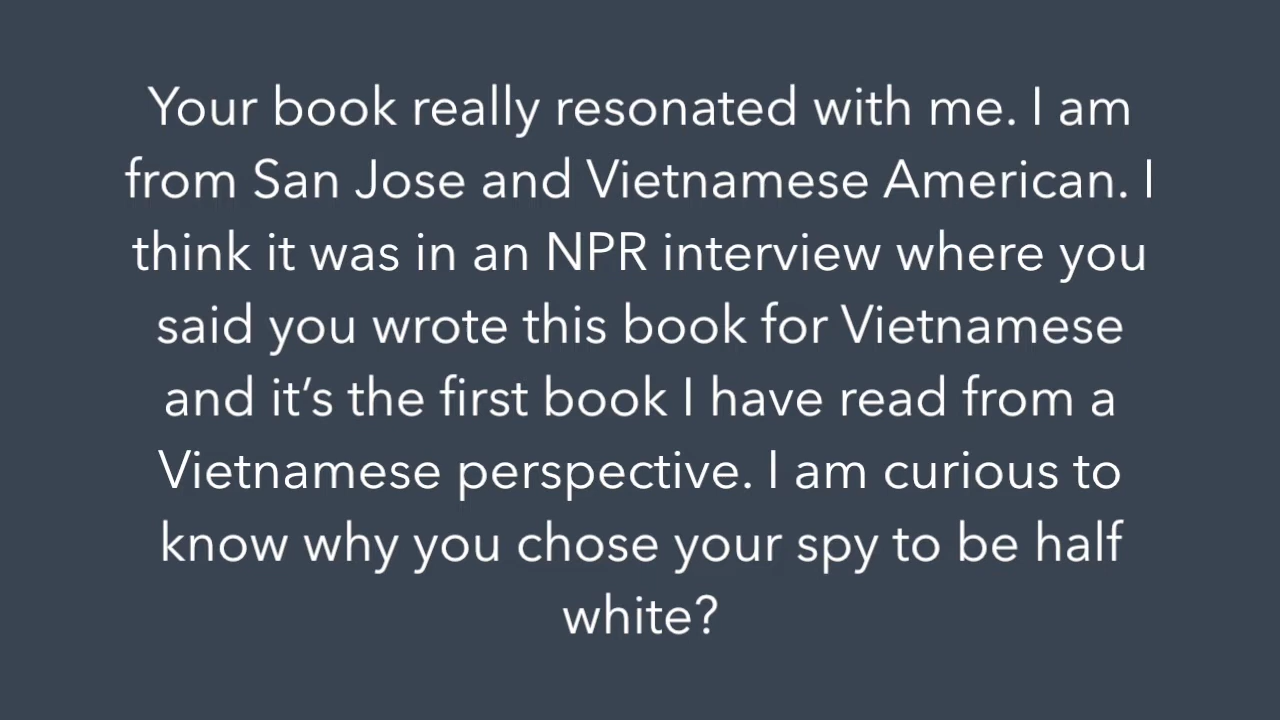 Your book really resonated with me. I am
from San Jose and Vietnamese American. I
think it was in an NPR interview where you
said you wrote this book for Vietnamese
and it’s the first book I have read from a
Vietnamese perspective. I am curious to
know why you chose your spy to be half
white?